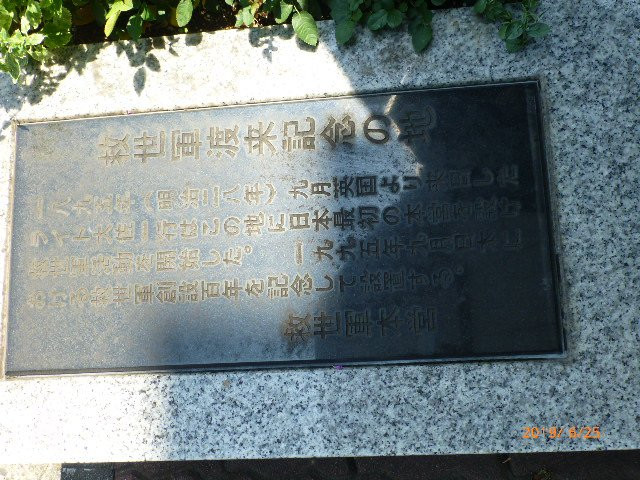 救世軍渡来記念の地
一八九五年（明治二八年）九月英国より来日した
ライト大佐一行はこの地に日本最初の本営を設け
救世軍活動を開始した。　一九九五年九月日本に
おける救世軍創設百年を記念して設置する。
救世軍本営
2019/ 6/25